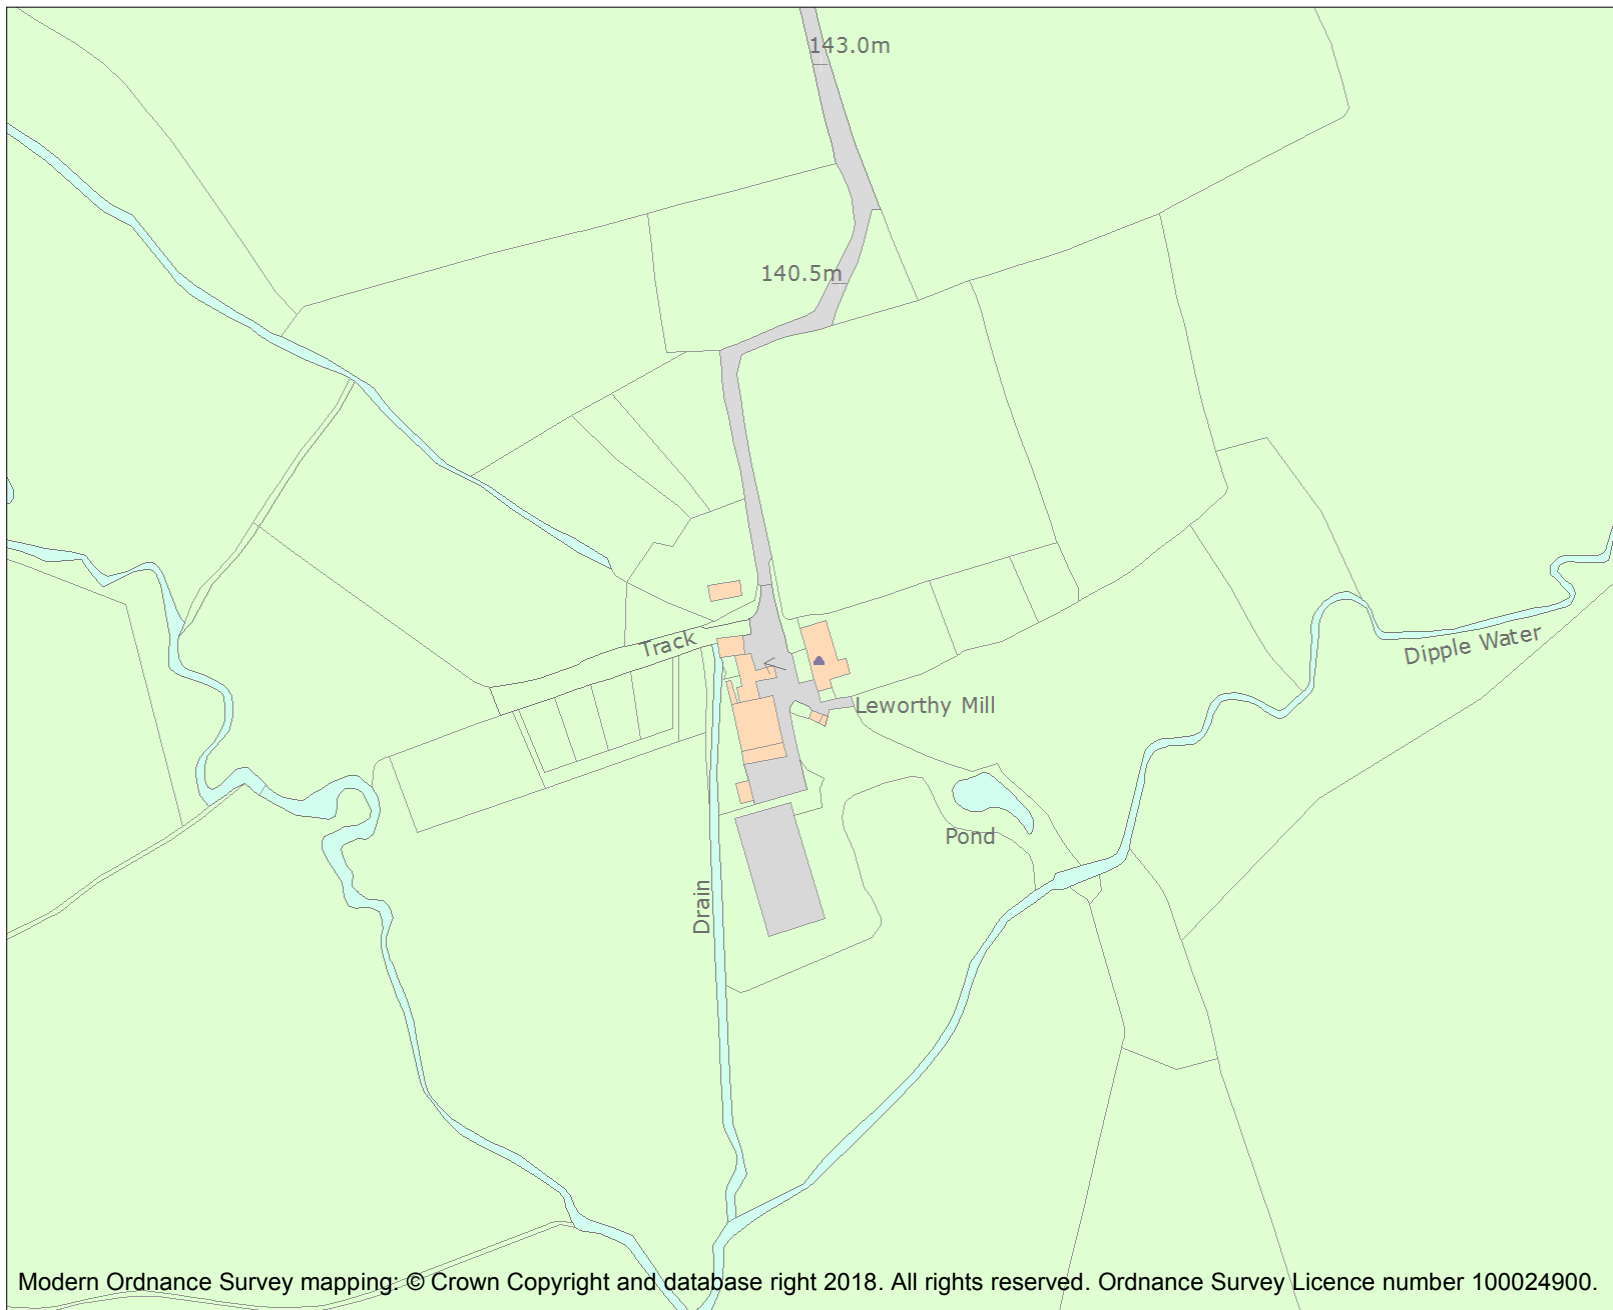 143.0m
140.5m
Track
Dipple Water
Leworthy Mill
Pond
Drain
Modern Ordnance Survey mapping: © Crown Copyright and database right 2018. All rights reserved. Ordnance Survey Licence number 100024900.